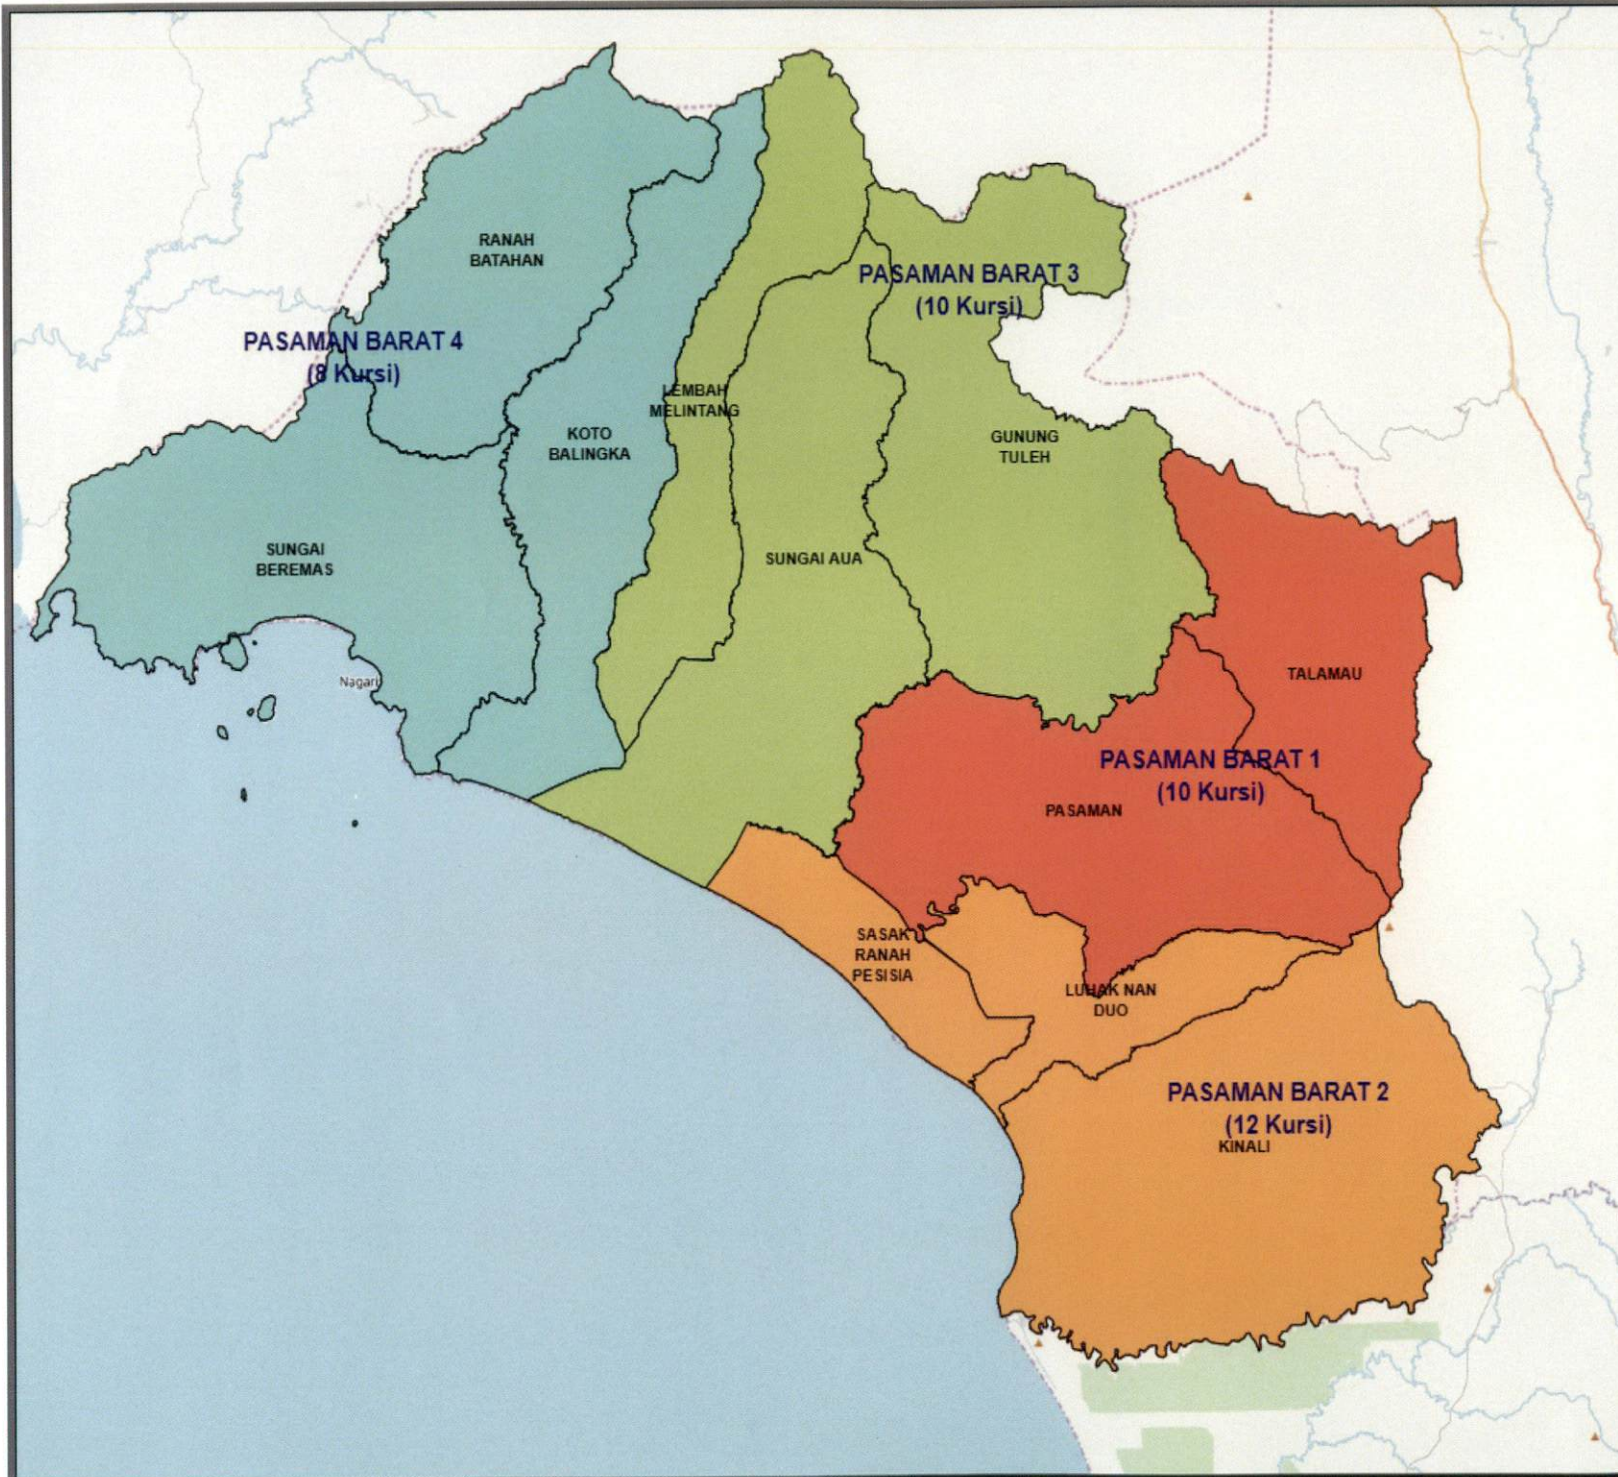 RANAH
BATAHAN
PASAMAN BARAT 3
(10 Kursi)
PASAMAN BARAT 4
(8 Kursi)
LEMBAH
MELINTANG
KOTO
BALINGKA
GUNUNG
TULEH
SUNGAI
BEREMAS
SUNGAI AUA
TALAMAU
Nagari
PASAMAN BARAT 1
(10 Kursi)
PASAMAN
SASAK
RANAH
PESISIA
LUHAK NAN
DUO
PASAMAN BARAT 2
(12 Kursi)
KINALI